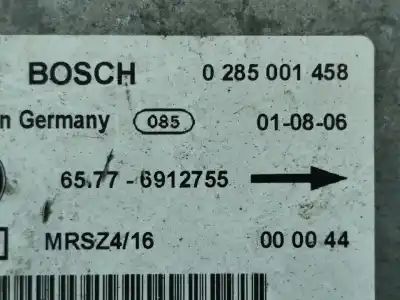 BOSCH 0 285 001 458
n Germany 085 01-08-06
65.77 - 6912755
MRSZ4/16 00 00 44